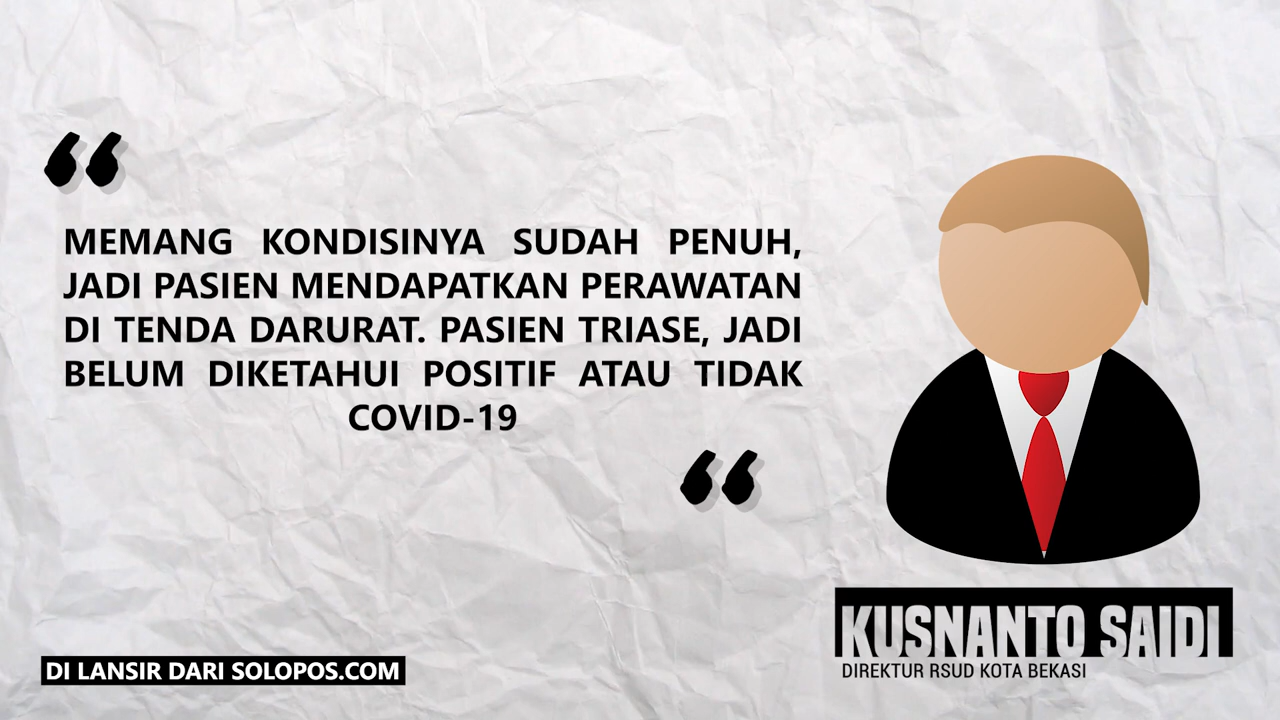 MEMANG KONDISINYA SUDAH PENUH,
JADI PASIEN MENDAPATKAN PERAWATAN
DI TENDA DARURAT. PASIEN TRIASE, JADI
BELUM DIKETAHUI POSITIF ATAU TIDAK
COVID-19
KUSNANTO SAIDI
DIREKTUR RSUD KOTA BEKASI
DI LANSIR DARI SOLOPOS.COM